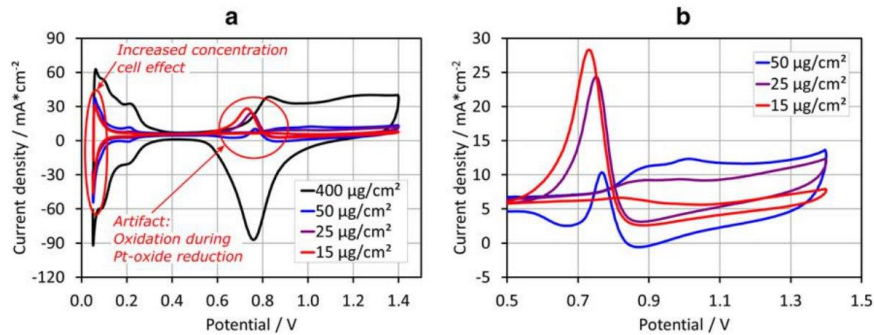 a
Increased concentration
cell effect
90
60
30
0
-30
-60
-90
-120
Current density / mA*cm⁻²
Artifact:
Oxidation during
Pt-oxide reduction
400 µg/cm²
50 µg/cm²
25 µg/cm²
15 µg/cm²
0.0 0.2 0.4 0.6 0.8 1.0 1.2 1.4
Potential / V
b
30
25
20
15
10
5
0
-5
Current density / mA*cm⁻²
50 µg/cm²
25 µg/cm²
15 µg/cm²
0.5 0.7 0.9 1.1 1.3 1.5
Potential / V